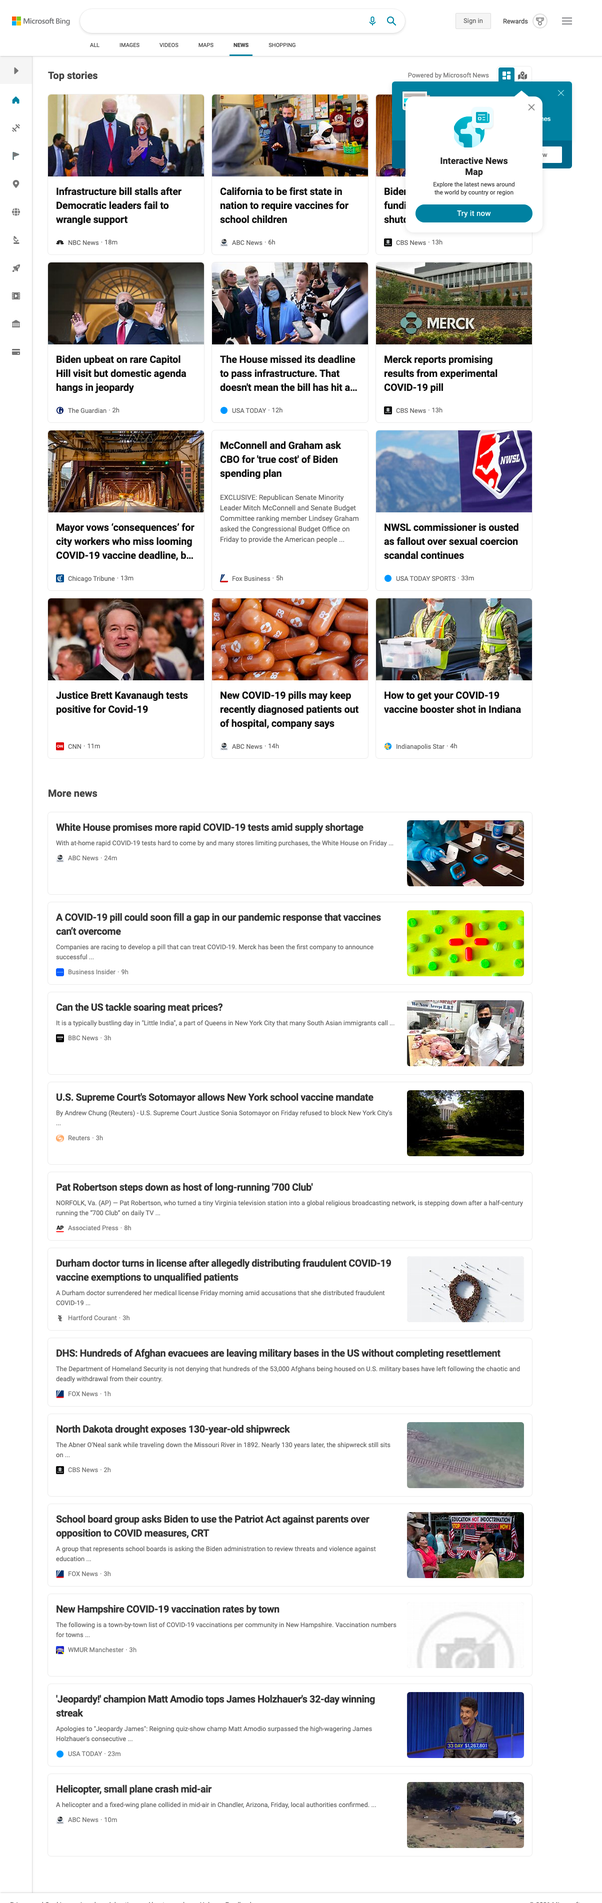 Microsoft Bing
Sign in
Rewards
ALL
IMAGES
VIDEOS
MAPS
NEWS
SHOPPING
Top stories
Powered by Microsoft News
Interactive News
Map
Explore the latest news around
the world by country or region
Try it now
Infrastructure bill stalls after
Democratic leaders fail to
wrangle support
NBC News · 18m
California to be first state in
nation to require vaccines for
school children
ABC News · 6h
CBS News · 13h
Biden upbeat on rare Capitol
Hill visit but domestic agenda
hangs in jeopardy
The Guardian · 2h
The House missed its deadline
to pass infrastructure. That
doesn't mean the bill has hit a...
USA TODAY · 12h
MERCK
Merck reports promising
results from experimental
COVID-19 pill
CBS News · 13h
Mayor vows ‘consequences’ for
city workers who miss looming
COVID-19 vaccine deadline, b...
Chicago Tribune · 13m
McConnell and Graham ask
CBO for 'true cost' of Biden
spending plan
EXCLUSIVE: Republican Senate Minority
Leader Mitch McConnell and Senate Budget
Committee ranking member Lindsey Graham
asked the Congressional Budget Office on
Friday to provide the American people ...
Fox Business · 5h
NWSL
NWSL commissioner is ousted
as fallout over sexual coercion
scandal continues
USA TODAY SPORTS · 33m
Justice Brett Kavanaugh tests
positive for Covid-19
CNN · 11m
New COVID-19 pills may keep
recently diagnosed patients out
of hospital, company says
ABC News · 14h
How to get your COVID-19
vaccine booster shot in Indiana
Indianapolis Star · 4h
More news
White House promises more rapid COVID-19 tests amid supply shortage
With at-home rapid COVID-19 tests hard to come by and many stores limiting purchases, the White House on Friday ...
ABC News · 24m
A COVID-19 pill could soon fill a gap in our pandemic response that vaccines
can’t overcome
Companies are racing to develop a pill that can treat COVID-19. Merck has been the first company to announce
successful ...
Business Insider · 9h
Can the US tackle soaring meat prices?
It is a typically bustling day in "Little India", a part of Queens in New York City that many South Asian immigrants call ...
BBC News · 3h
U.S. Supreme Court's Sotomayor allows New York school vaccine mandate
By Andrew Chung (Reuters) - U.S. Supreme Court Justice Sonia Sotomayor on Friday refused to block New York City's
...
Reuters · 3h
Pat Robertson steps down as host of long-running '700 Club'
NORFOLK, Va. (AP) — Pat Robertson, who turned a tiny Virginia television station into a global religious broadcasting network, is stepping down after a half-century
running the "700 Club" on daily TV ...
Associated Press · 8h
Durham doctor turns in license after allegedly distributing fraudulent COVID-19
vaccine exemptions to unqualified patients
A Durham doctor surrendered her medical license Friday morning amid accusations that she distributed fraudulent
COVID-19 ...
Hartford Courant · 3h
DHS: Hundreds of Afghan evacuees are leaving military bases in the US without completing resettlement
The Department of Homeland Security is not denying that hundreds of the 53,000 Afghans being housed on U.S. military bases have left following the chaotic and
deadly withdrawal from their country.
FOX News · 1h
North Dakota drought exposes 130-year-old shipwreck
The Abner O'Neal sank while traveling down the Missouri River in 1892. Nearly 130 years later, the shipwreck still sits
on ...
CBS News · 2h
School board group asks Biden to use the Patriot Act against parents over
opposition to COVID measures, CRT
A group that represents school boards is asking the Biden administration to review threats and violence against
education ...
FOX News · 3h
EDUCATION NOT INDOCTRINATION
New Hampshire COVID-19 vaccination rates by town
The following is a town-by-town list of COVID-19 vaccinations per community in New Hampshire. Vaccination numbers
for towns ...
WMUR Manchester · 3h
'Jeopardy!' champion Matt Amodio tops James Holzhauer's 32-day winning
streak
Apologies to "Jeopardy James": Reigning quiz-show champ Matt Amodio surpassed the high-wagering James
Holzhauer's consecutive ...
USA TODAY · 23m
33 DAY $1,267,801
Helicopter, small plane crash mid-air
A helicopter and a fixed-wing plane collided in mid-air in Chandler, Arizona, Friday, local authorities confirmed. ...
ABC News · 10m